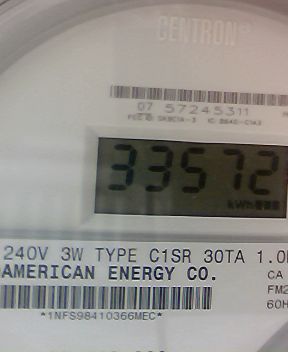 CENTRON®
07 57245311
33572
kWh
240V 3W TYPE C1SR 30TA 1.0
AMERICAN ENERGY CO.
CA
FM2
60H
*1NFS98410366MEC*